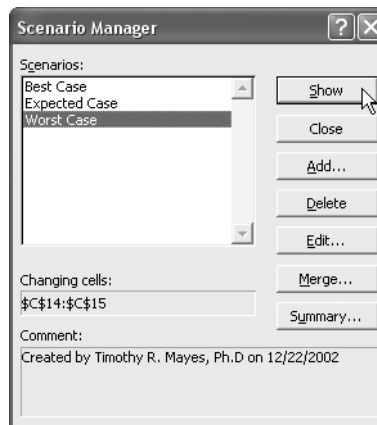 Scenario Manager
Scenarios:
Best Case
Expected Case
Worst Case
Show
Close
Add...
Delete
Edit...
Merge...
Summary...
Changing cells:
$C$14:$C$15
Comment:
Created by Timothy R. Mayes, Ph.D on 12/22/2002